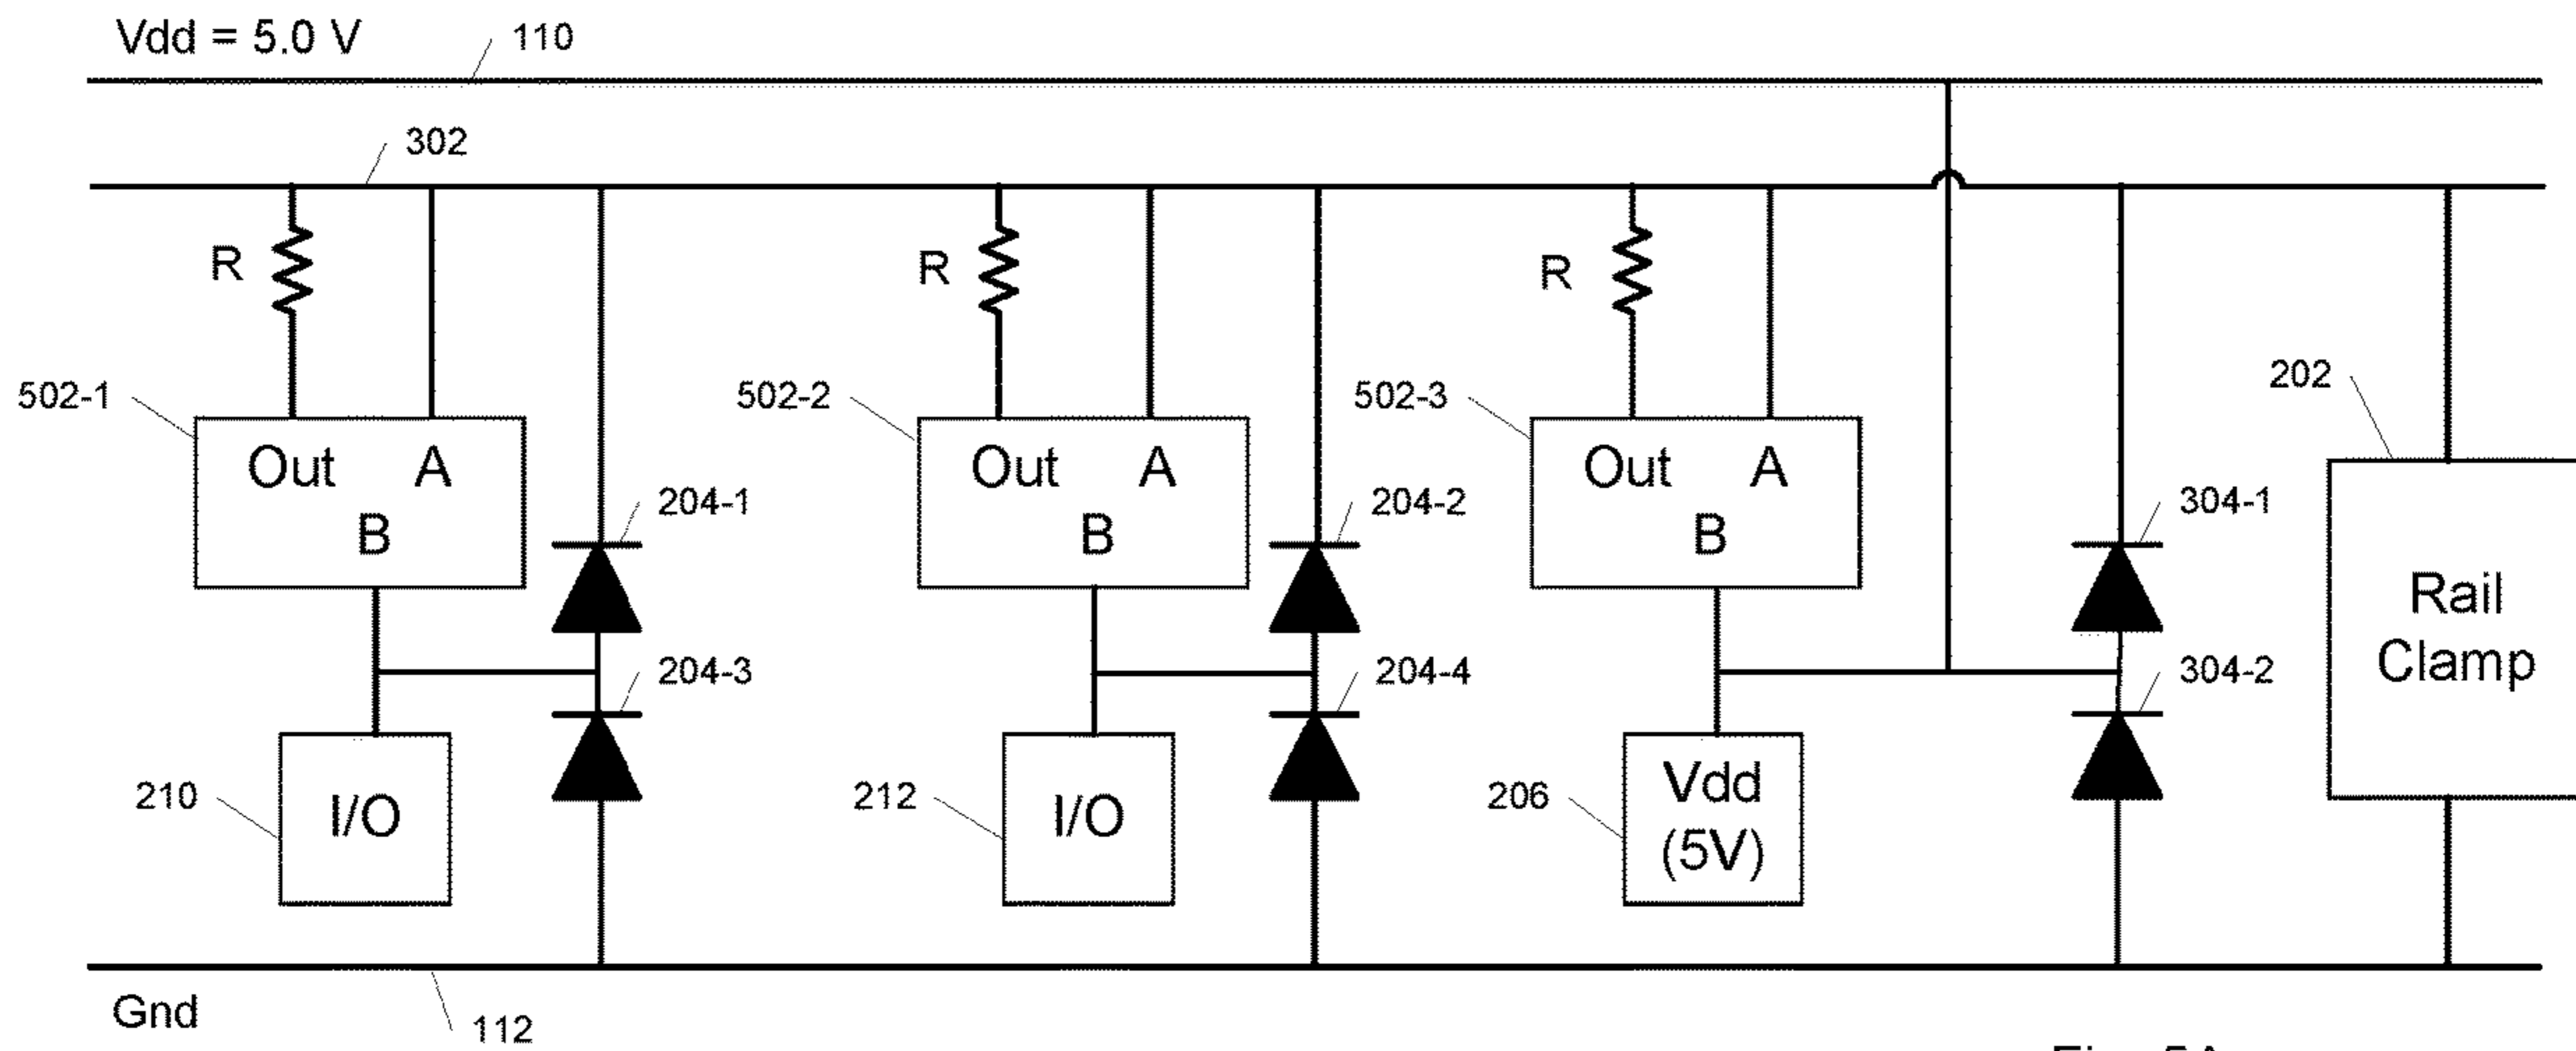 Vdd = 5.0 V
110
302
R
R
R
502-1
502-2
502-3
202
Out A
B
Out A
B
Out A
B
204-1
204-2
304-1
Rail
Clamp
204-3
204-4
304-2
210
I/O
212
I/O
206
Vdd
(5V)
Gnd
112